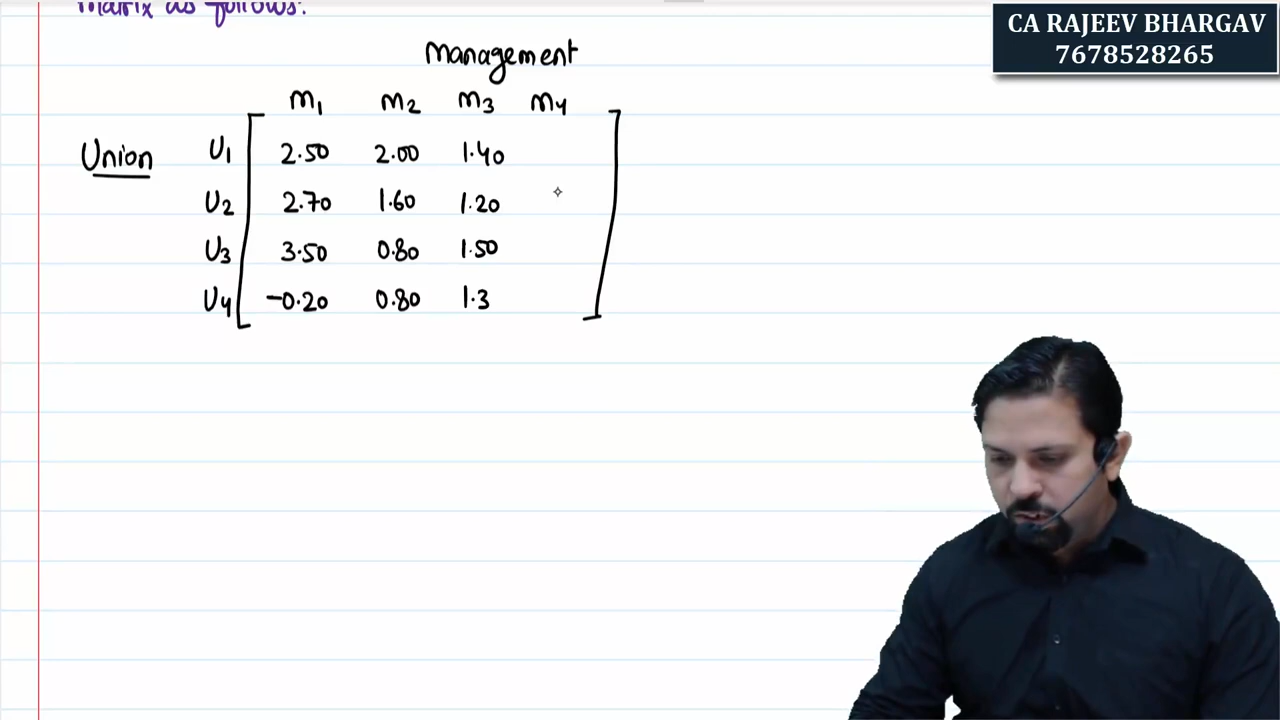 matrix as follows:
CA RAJEEV BHARGAV
7678528265
Management
M1 M2 M3 M4
Union U1 2.50 2.00 1.40
U2 2.70 1.60 1.20
U3 3.50 0.80 1.50
U4 -0.20 0.80 1.3